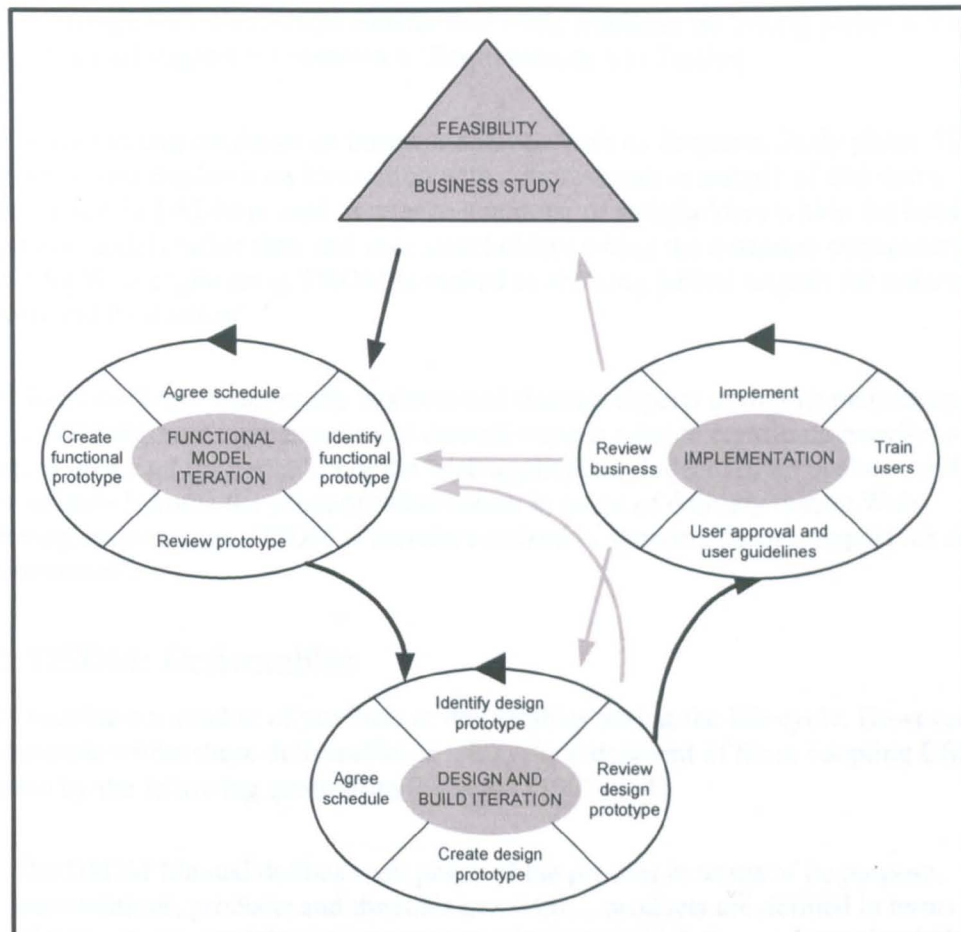 FEASIBILITY
BUSINESS STUDY
Agree schedule
Create
functional
prototype
FUNCTIONAL
MODEL
ITERATION
Identify
functional
prototype
Review prototype
Implement
Review
business
IMPLEMENTATION
Train
users
User approval and
user guidelines
Identify design
prototype
Agree
schedule
DESIGN AND
BUILD ITERATION
Review
design
prototype
Create design
prototype